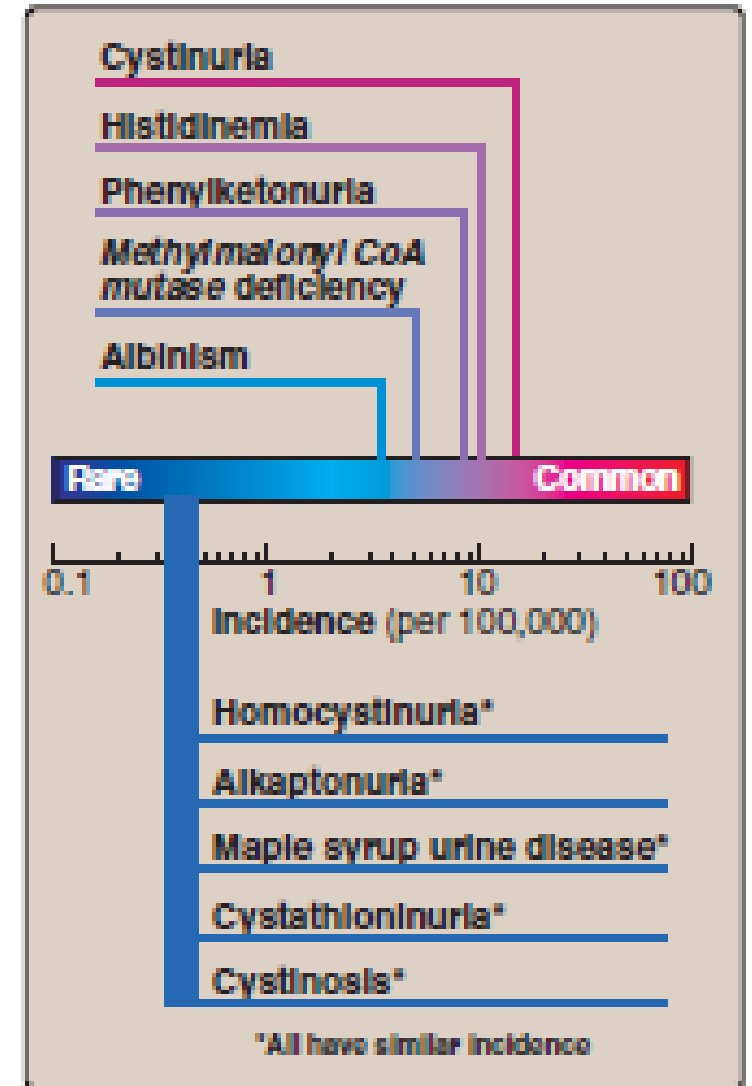 Cystinuria
Histidinemia
Phenylketonuria
Methylmalonyl CoA
mutase deficiency
Albinism
Rare Common
0.1 1 10 100
Incidence (per 100,000)
Homocystinuria*
Alkaptonuria*
Maple syrup urine disease*
Cystathioninuria*
Cystinosis*
*All have similar incidence